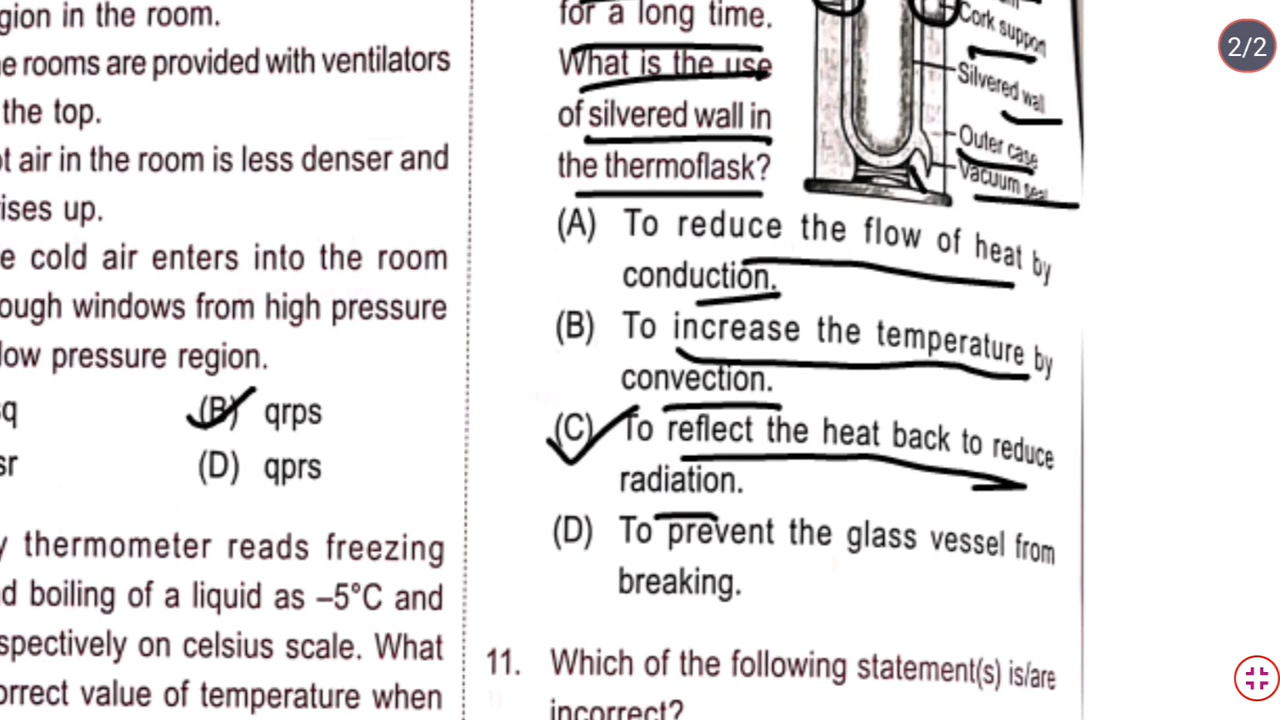 gion in the room.
e rooms are provided with ventilators
the top.
t air in the room is less denser and
ises up.
e cold air enters into the room
ough windows from high pressure
low pressure region.
q (B) qrps
sr (D) qprs
y thermometer reads freezing
d boiling of a liquid as –5°C and
spectively on celsius scale. What
orrect value of temperature when
for a long time.
What is the use
of silvered wall in
the thermoflask?
Cork support
Silvered wall
Outer case
Vacuum seal
(A) To reduce the flow of heat by
conduction.
(B) To increase the temperature by
convection.
(C) To reflect the heat back to reduce
radiation.
(D) To prevent the glass vessel from
breaking.
11. Which of the following statement(s) is/are
incorrect?
2/2